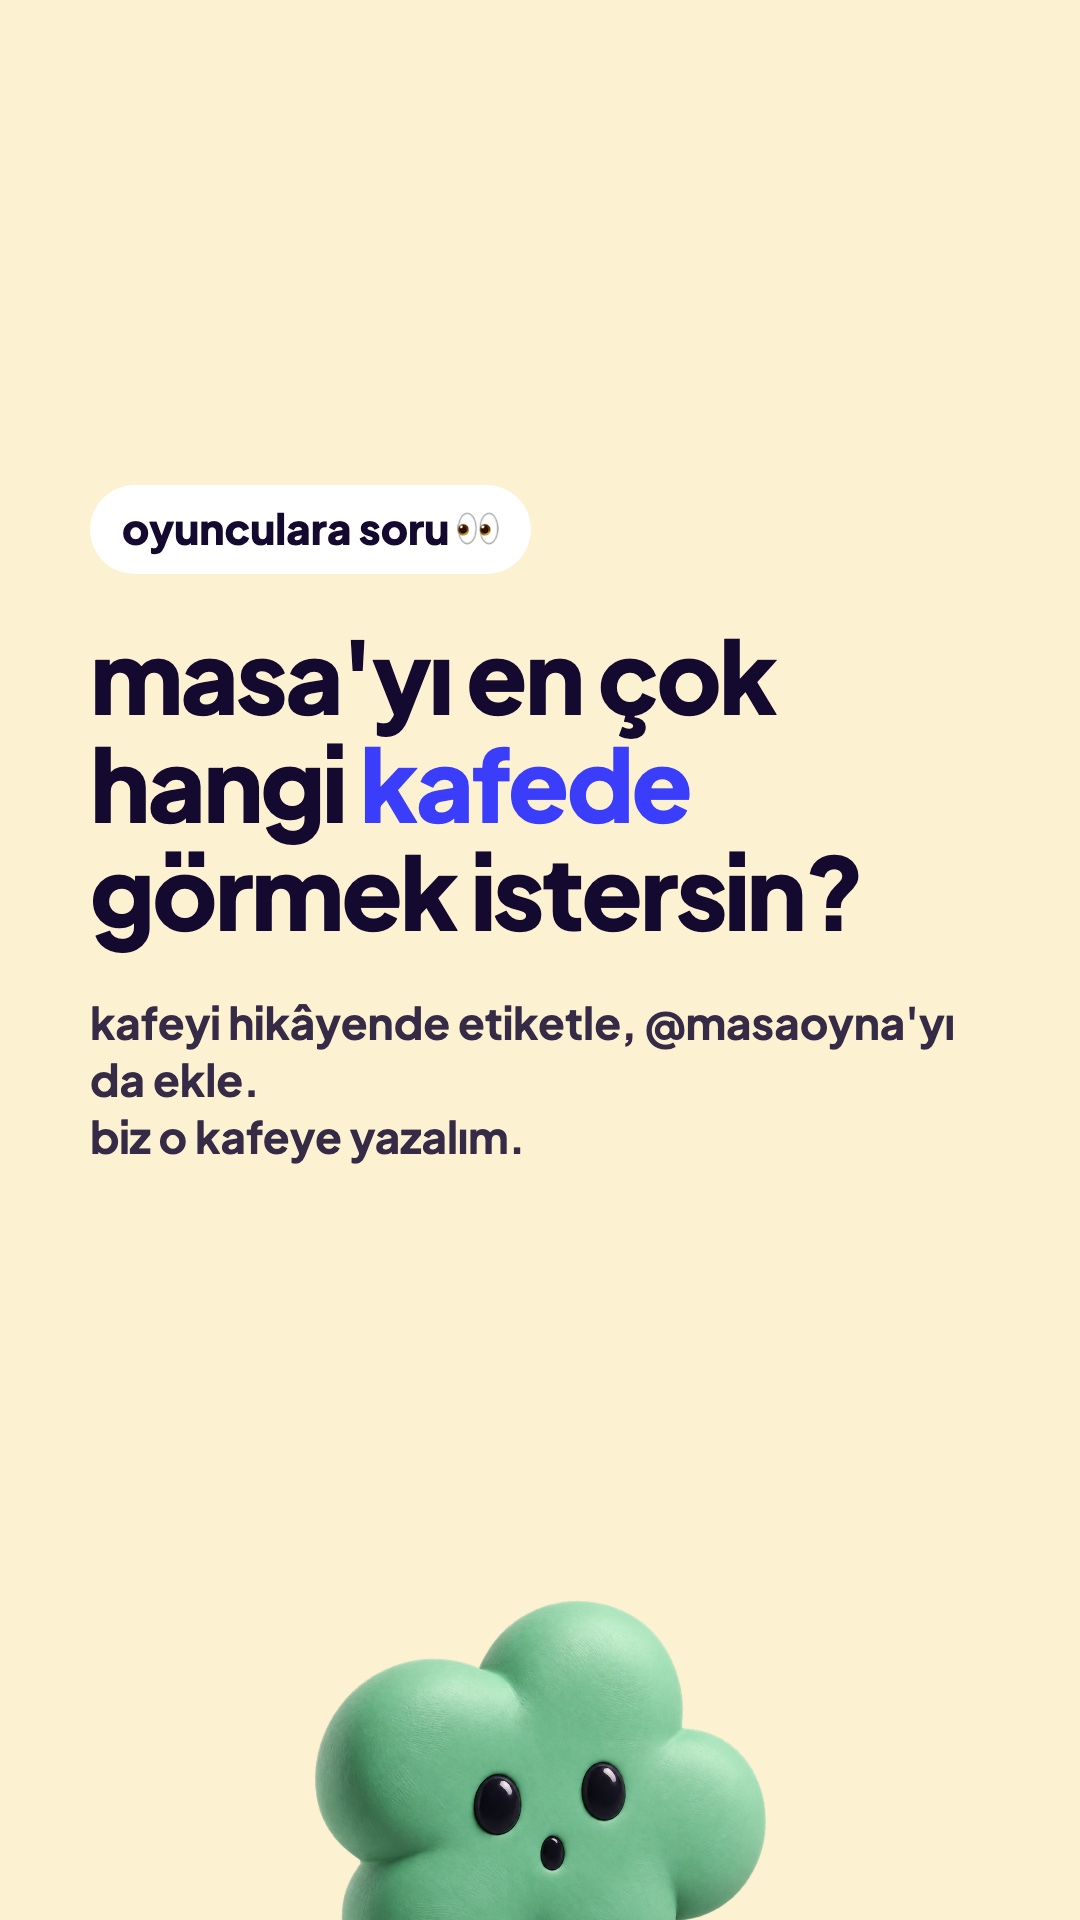 oyunculara soru 👀
masa'yı en çok
hangi kafede
görmek istersin?
kafeyi hikâyende etiketle, @masaoyna'yı
da ekle.
biz o kafeye yazalım.